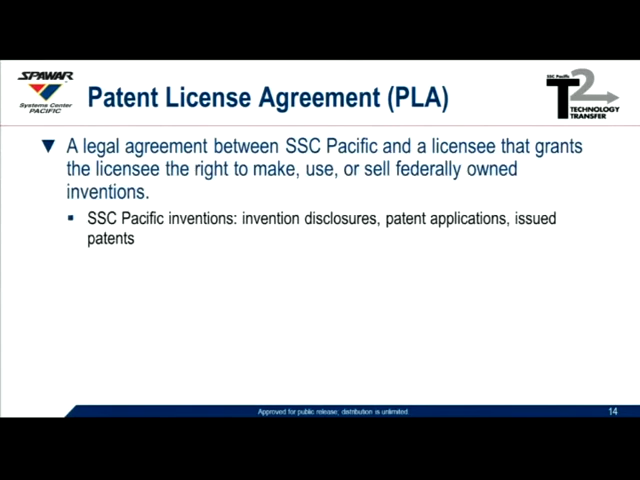 SPAWAR
Systems Center
PACIFIC
Patent License Agreement (PLA)
SSC Pacific
T2
TECHNOLOGY
TRANSFER
▼ A legal agreement between SSC Pacific and a licensee that grants
the licensee the right to make, use, or sell federally owned
inventions.
▪ SSC Pacific inventions: invention disclosures, patent applications, issued
patents
Approved for public release; distribution is unlimited.
14